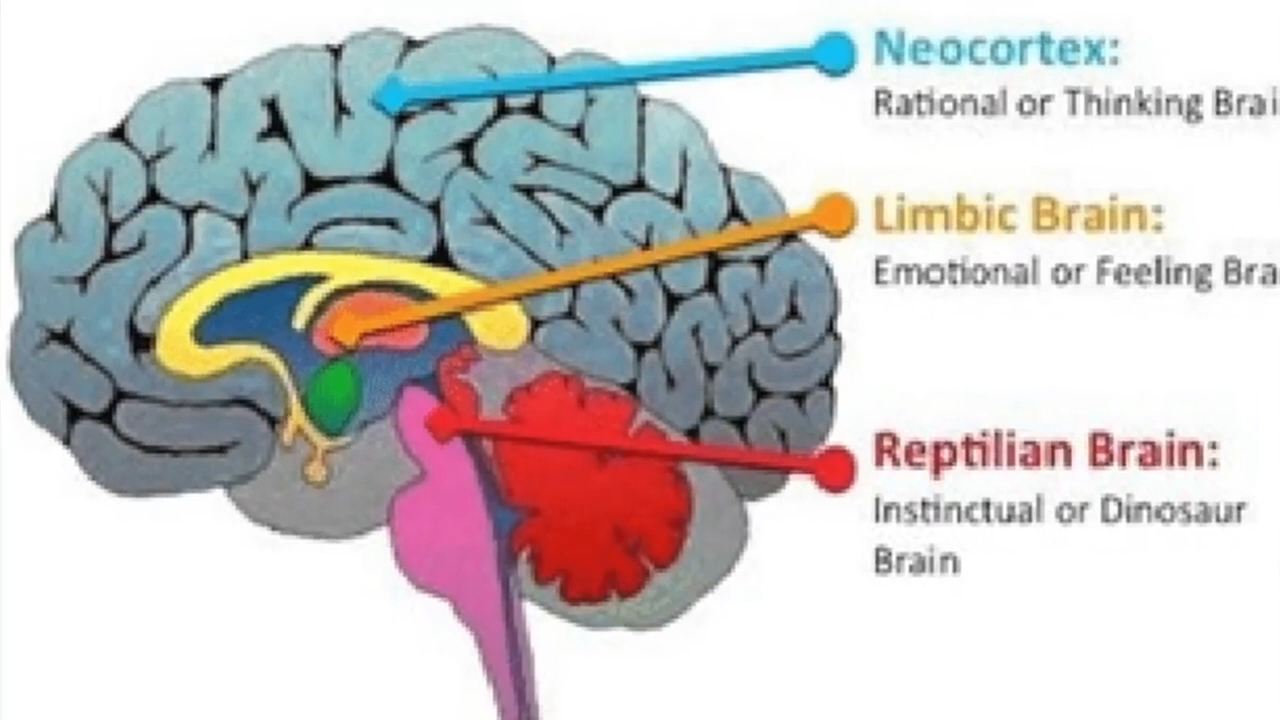 Neocortex:
Rational or Thinking Brai
Limbic Brain:
Emotional or Feeling Bra
Reptilian Brain:
Instinctual or Dinosaur
Brain